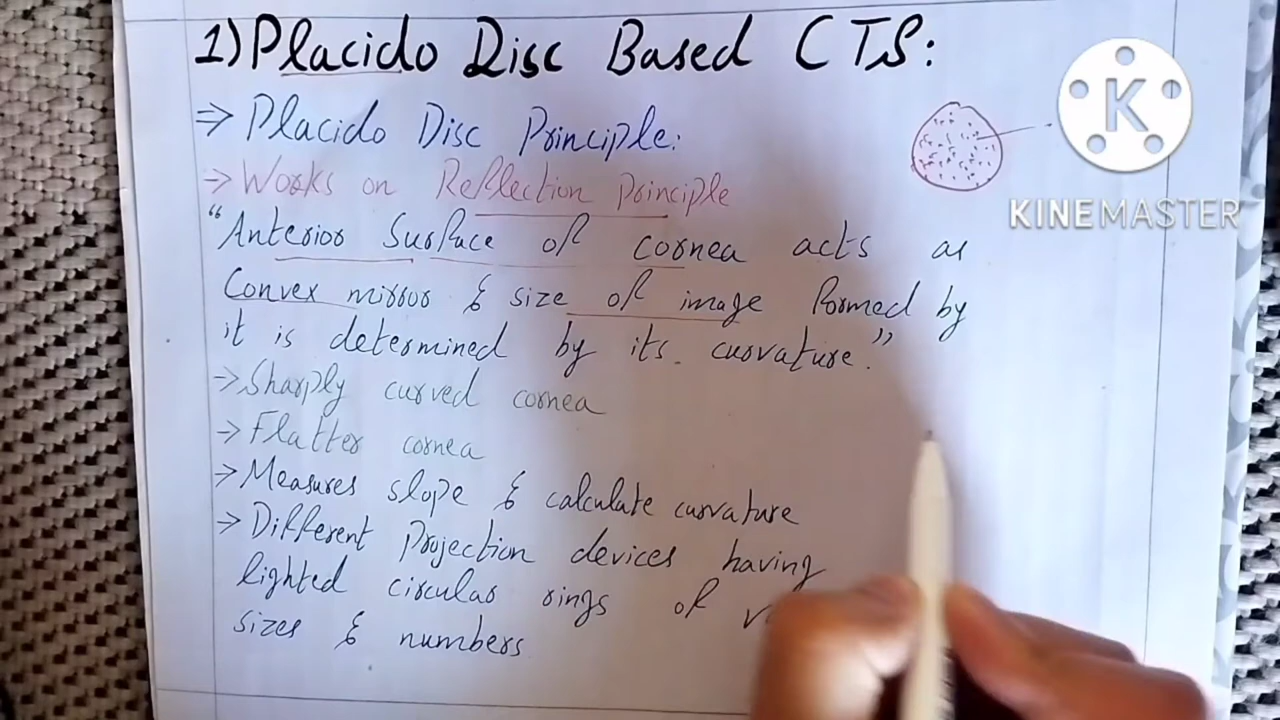 1) Placido Disc Based CTS:
⇒ Placido Disc Principle:
⇒ Works on Reflection Principle
"Anterior Surface of cornea acts as
Convex mirror & size of image formed by
it is determined by its curvature."
→ Sharply curved cornea
→ Flatter cornea
→ Measures slope & calculate curvature
⇒ Different Projection devices having
lighted circular rings of
sizes & numbers
K
KINEMASTER